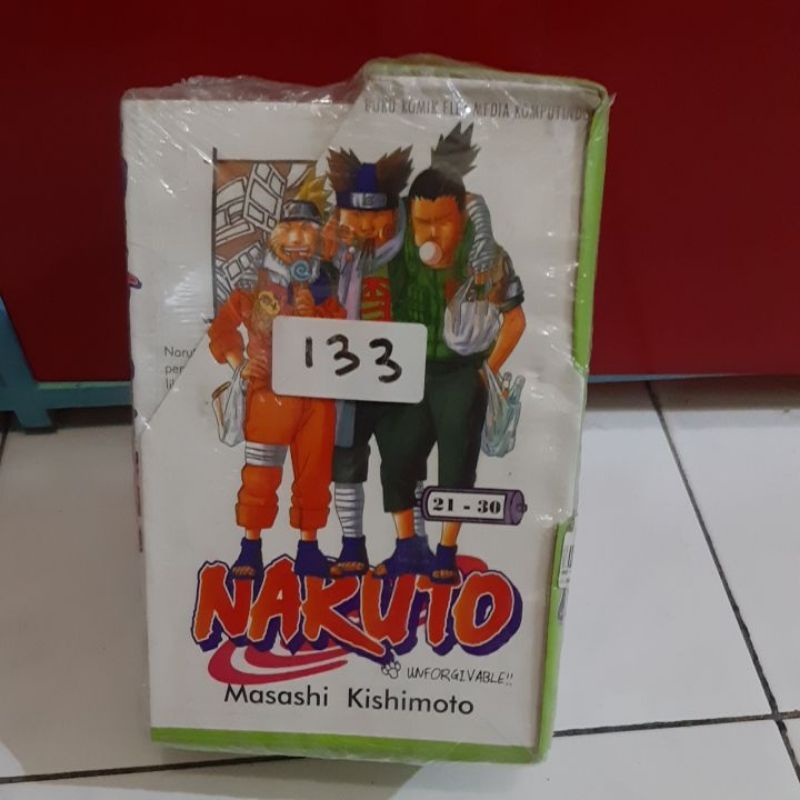 BUKU KOMIK ELEX MEDIA KOMPUTINDO
133
21 - 30
NARUTO
UNFORGIVABLE!!
Masashi Kishimoto